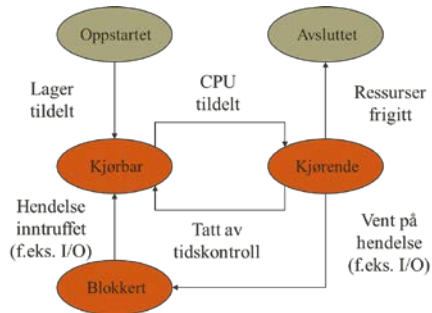 Oppstartet
Avsluttet
Lager
tildelt
CPU
tildelt
Ressurser
frigitt
Kjørbar
Kjørende
Hendelse
inntruffet
(f.eks. I/O)
Tatt av
tidskontroll
Vent på
hendelse
(f.eks. I/O)
Blokkert